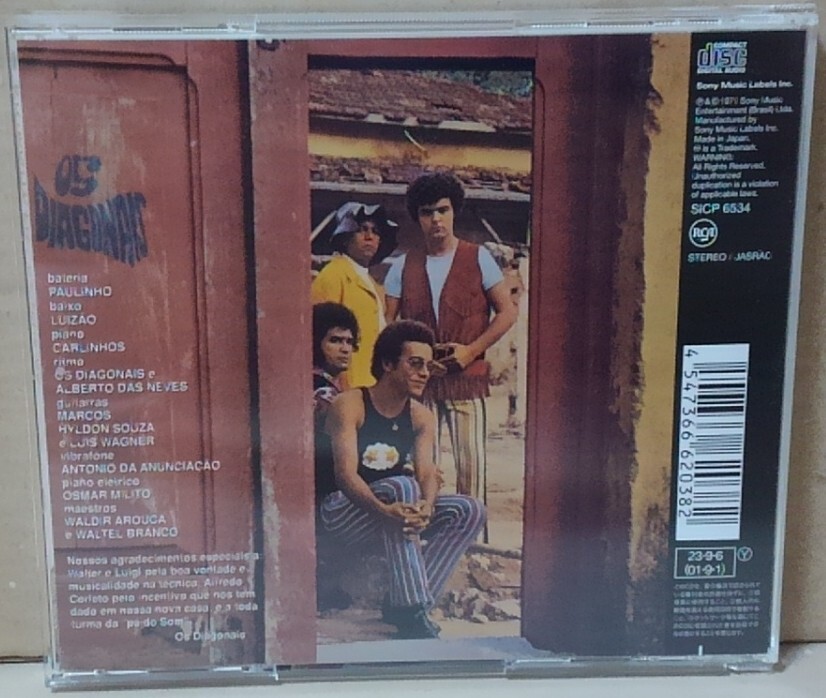 OS
DIAGONAIS
bateria
PAULINHO
baixo
LUIZÃO
piano
CARLINHOS
ritmo
OS DIAGONAIS e
ALBERTO DAS NEVES
guitarras
MARCOS
HYLDON SOUZA
e LUIS WAGNER
vibrafone
ANTONIO DA ANUNCIAÇÃO
piano elétrico
OSMAR MILITO
maestros
WALDIR AROUCA
e WALTEL BRANCO
Nossos agradecimentos especiais a
Walter e Luigi pela boa vontade e
musicalidade na técnica, Alfredo
Corleto pelo incentivo que nos tem
dado em nossa nova casa, e a toda
turma da "pá do Som
Os Diagonais
COMPACT
disc
DIGITAL AUDIO
Sony Music Labels Inc.
Ⓟ&© 1971 Sony Music
Entertainment (Brasil) Ltda.
Manufactured by
Sony Music Labels Inc.
Made in Japan.
is a Trademark.
WARNING:
All Rights Reserved.
Unauthorized
duplication is a violation
of applicable laws.
SICP 6534
RCA
STEREO / JASRAC
4 547366 620382
23・9・6 Ⓨ
(01・9・1)